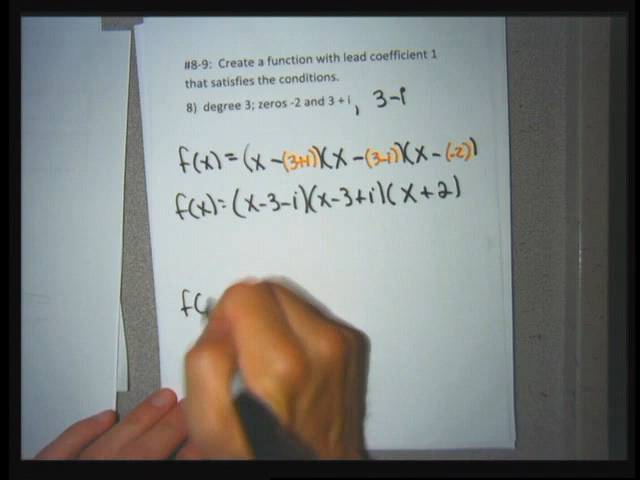 #8-9: Create a function with lead coefficient 1
that satisfies the conditions.
8) degree 3; zeros -2 and 3 + i, 3-i
f(x) = (x-(3+i))(x-(3-i))(x-(-2))
f(x) = (x-3-i)(x-3+i)(x+2)
f(